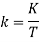 k = K/T